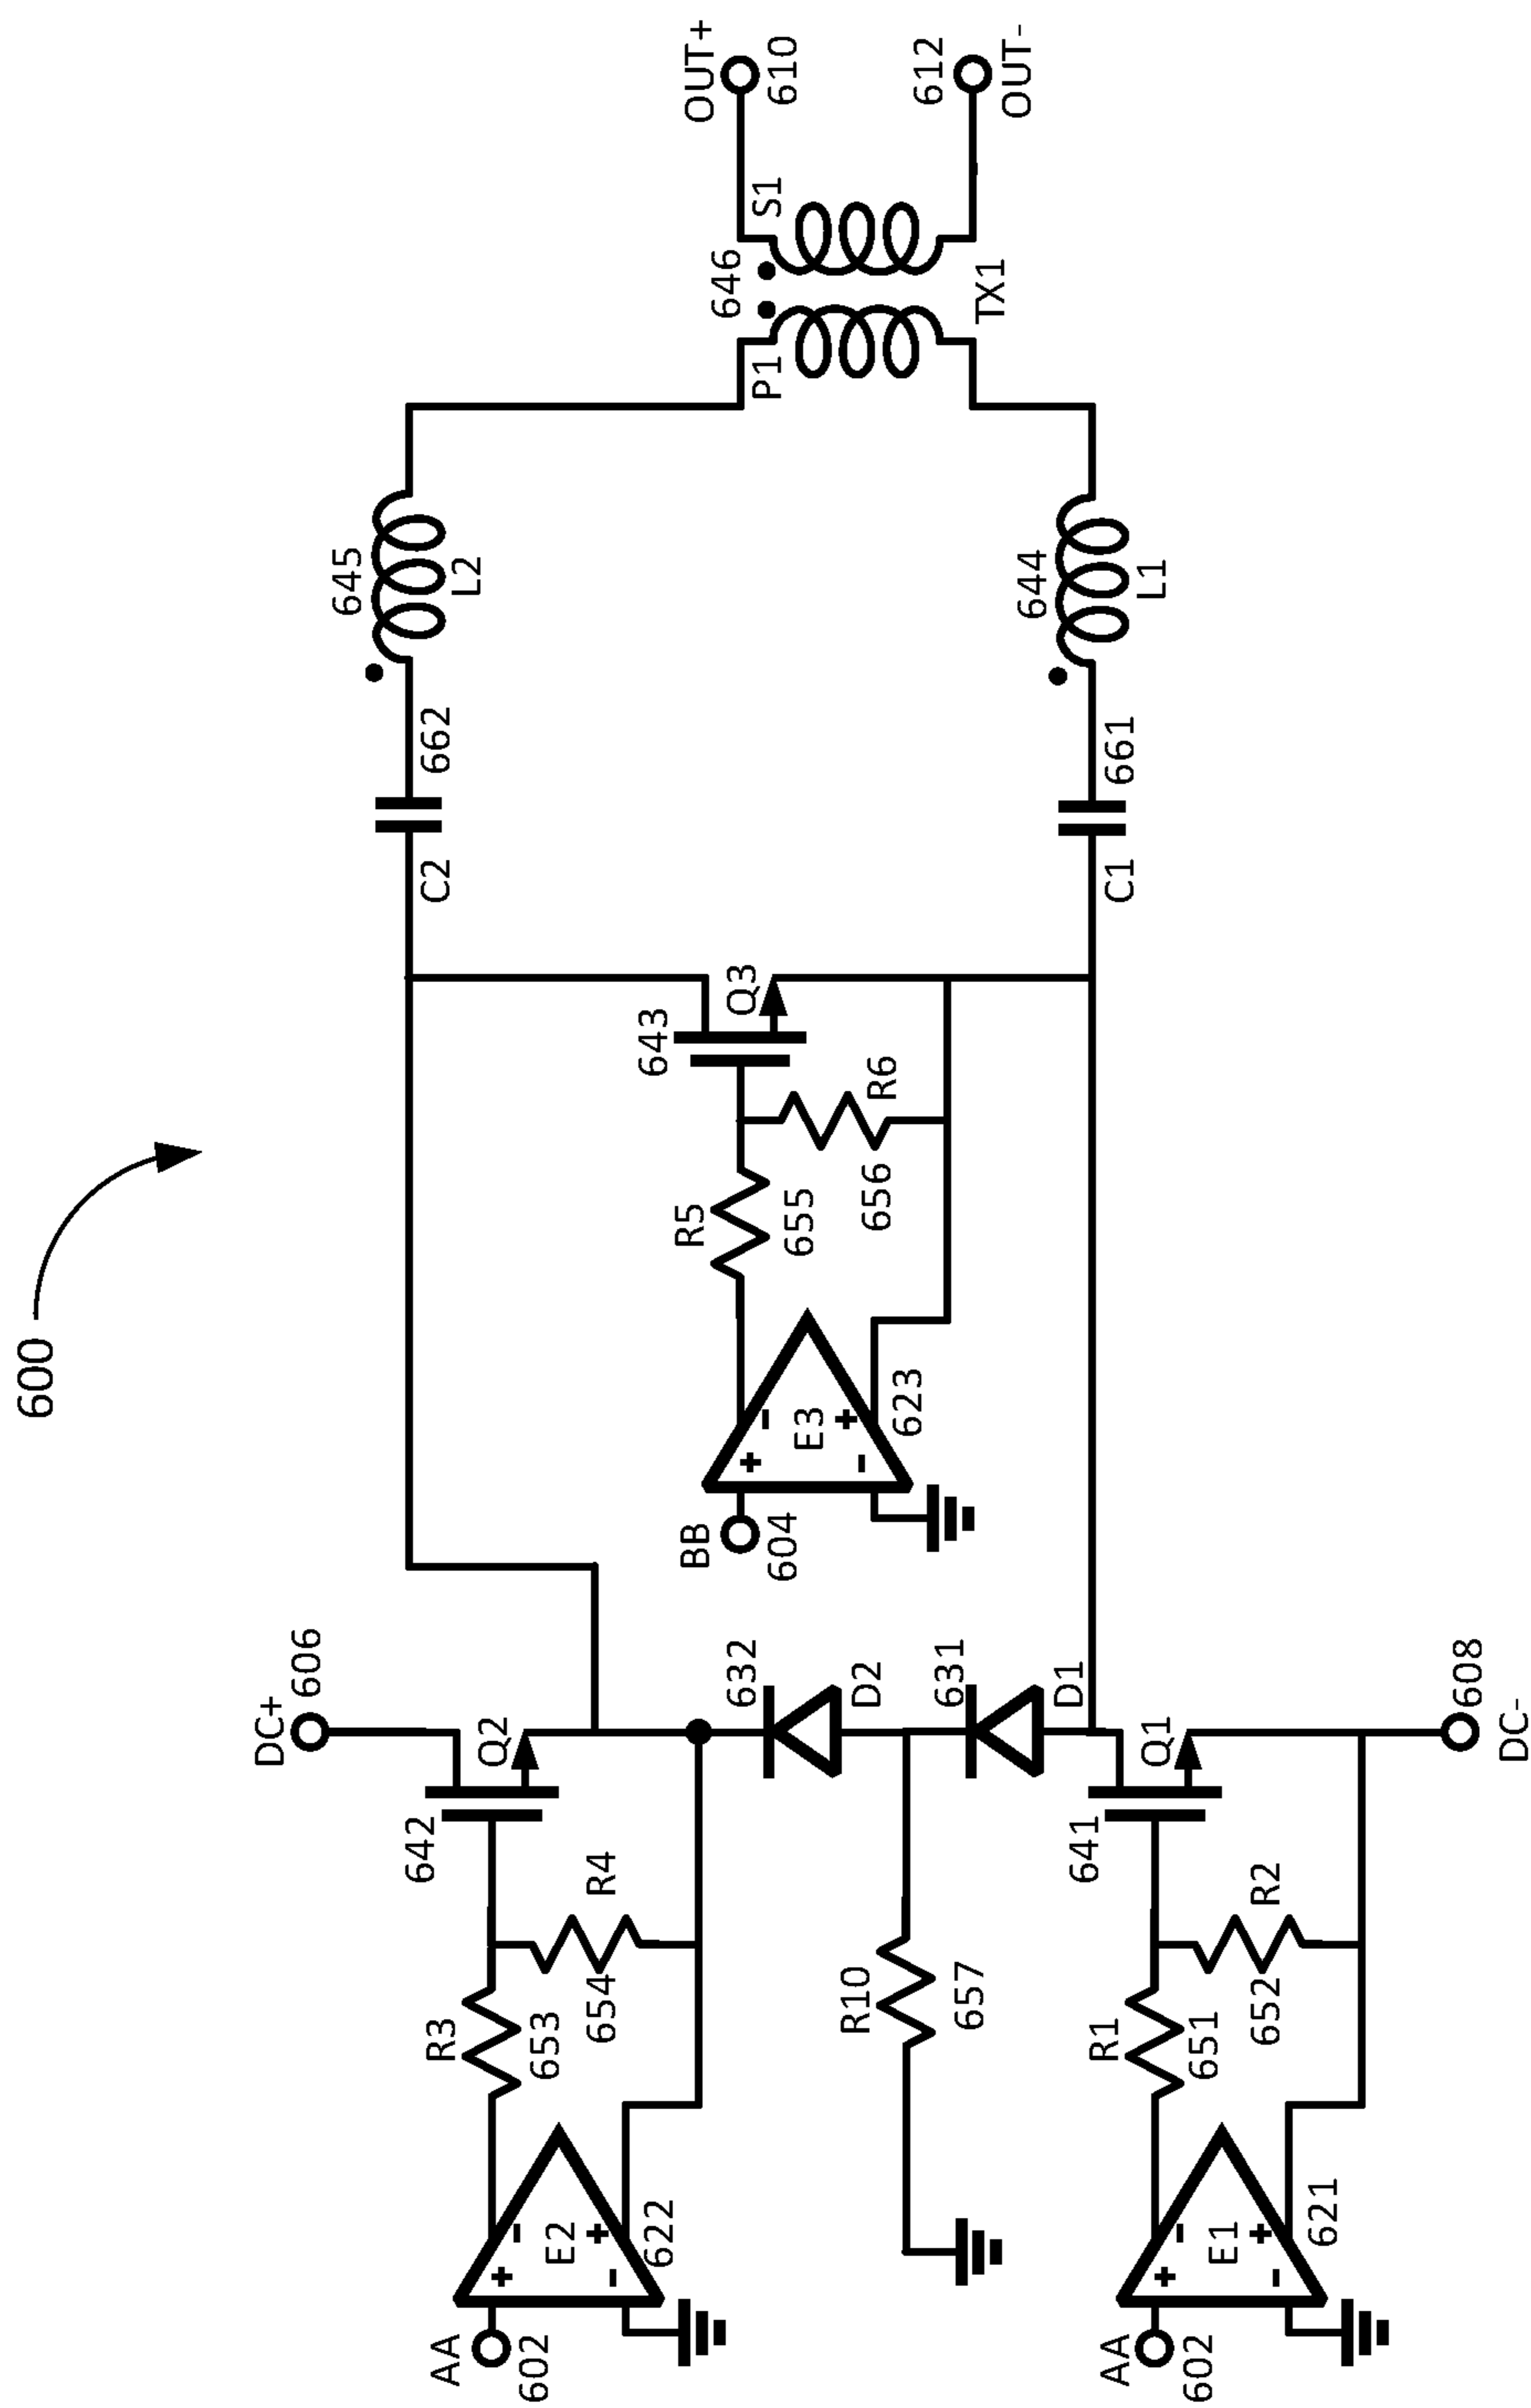 600
DC+
606
642
Q2
R3
653
R4
654
AA
602
E2
+
-
-
+
622
632
D2
R10
657
631
D1
641
Q1
R1
651
R2
652
AA
602
E1
+
-
-
+
621
DC-
608
BB
604
E3
+
-
-
+
623
R5
655
R6
656
643
Q3
C2
662
645
L2
C1
661
644
L1
P1
646
S1
TX1
OUT+
610
612
OUT-